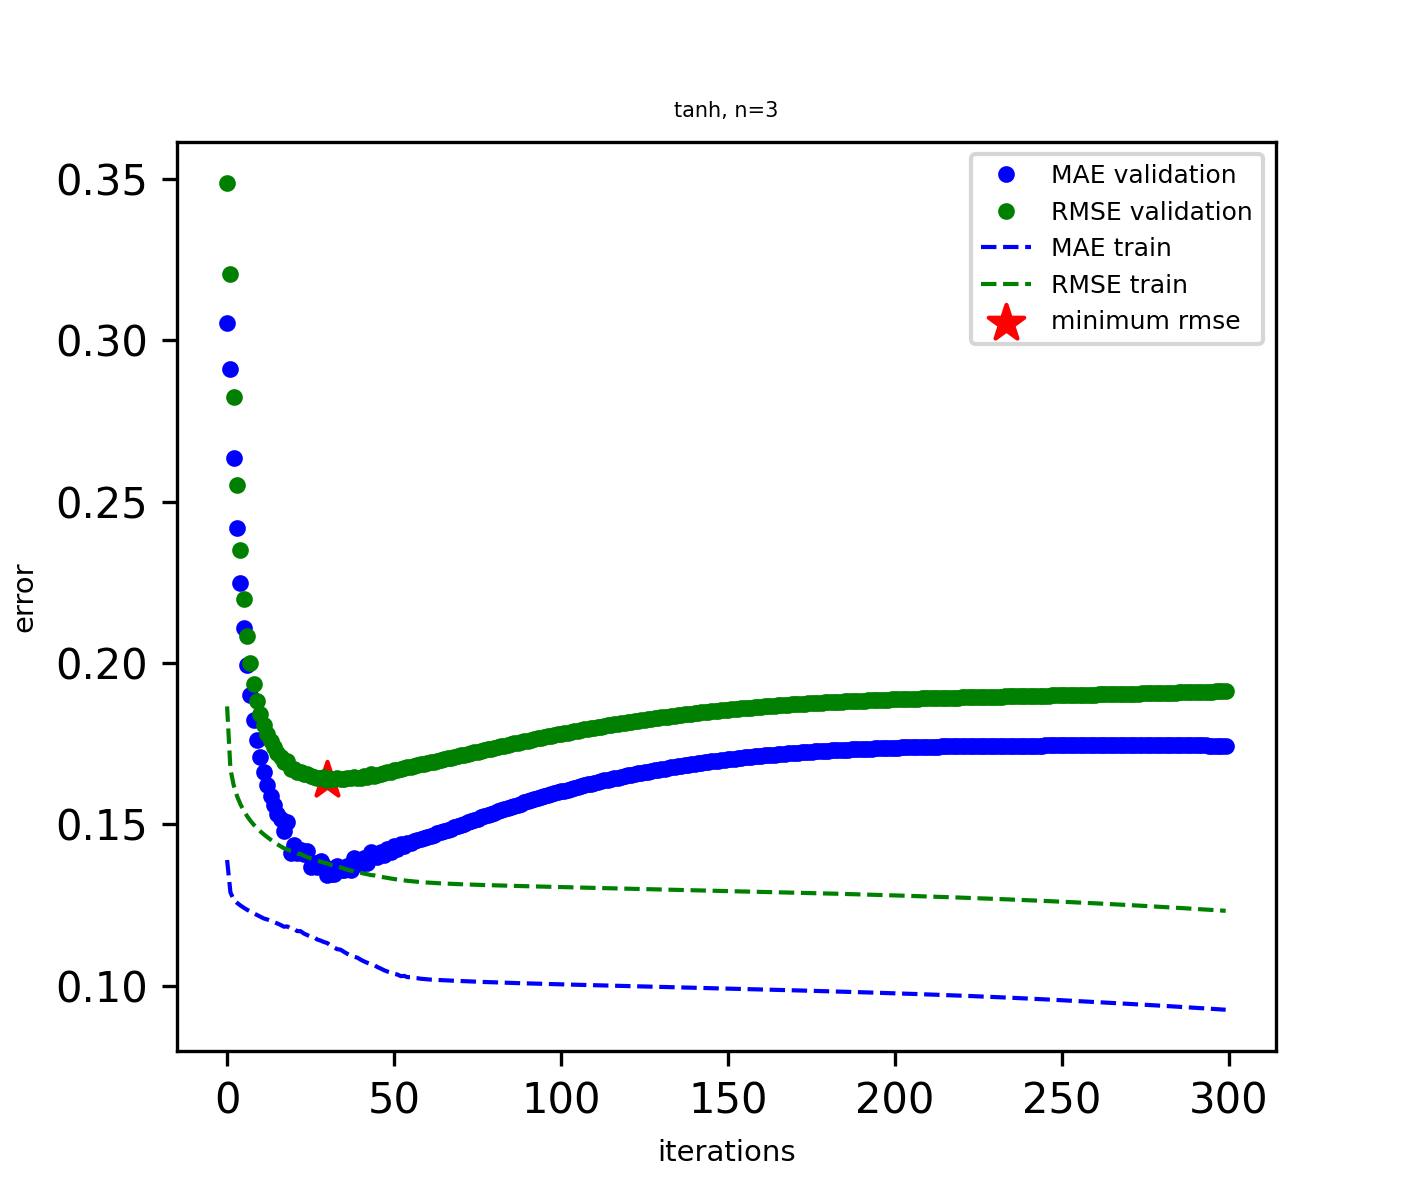 tanh, n=3
0.35
0.30
0.25
0.20
0.15
0.10
error
MAE validation
RMSE validation
MAE train
RMSE train
minimum rmse
0 50 100 150 200 250 300
iterations